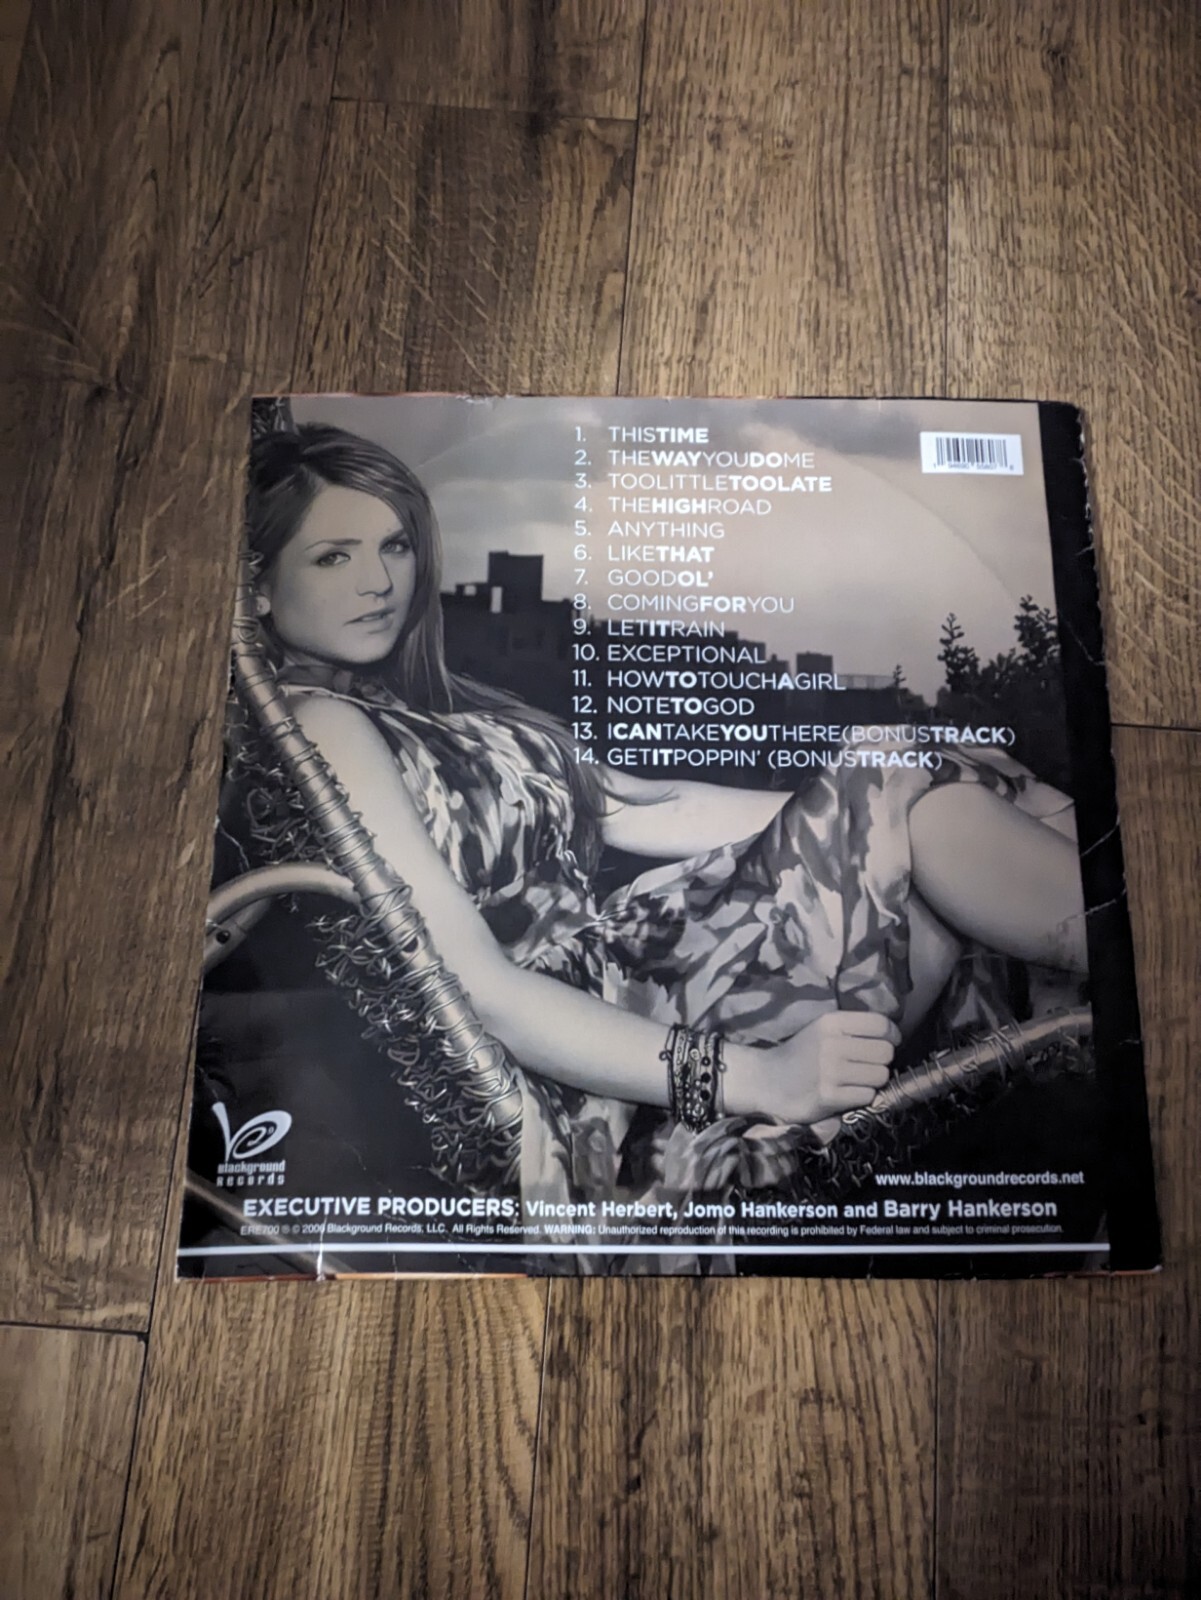 1. THISTIME
2. THEWAYYOUDOME
3. TOOLITTLETOOLATE
4. THEHIGHROAD
5. ANYTHING
6. LIKETHAT
7. GOODOL'
8. COMINGFORYOU
9. LETITRAIN
10. EXCEPTIONAL
11. HOWTOTOUCHAGIRL
12. NOTETOGOD
13. ICANTAKEYOUTHERE(BONUSTRACK)
14. GETITPOPPIN' (BONUSTRACK)
blackground
records
www.blackgroundrecords.net
EXECUTIVE PRODUCERS: Vincent Herbert, Jomo Hankerson and Barry Hankerson
℗ © 2006 Blackground Records, LLC. All Rights Reserved. WARNING: Unauthorized reproduction of this recording is prohibited by Federal law and subject to criminal prosecution.